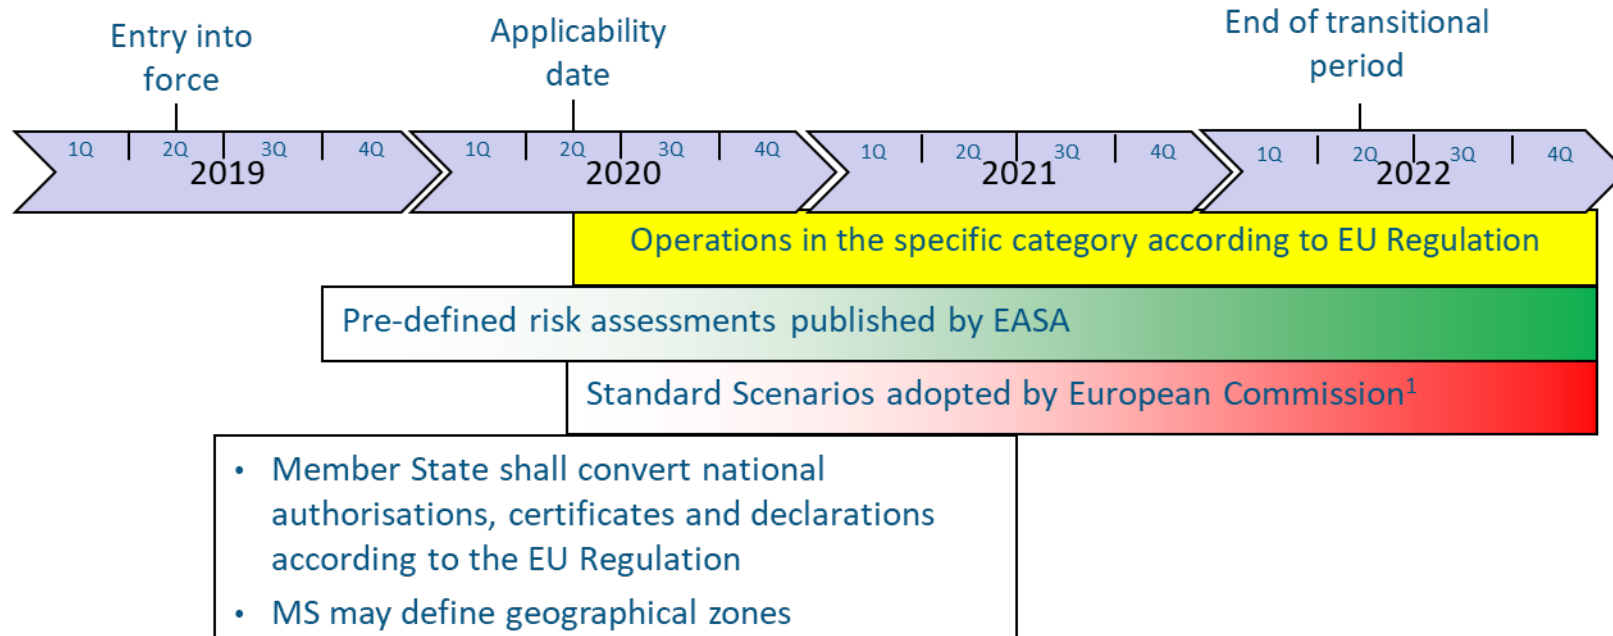 Entry into
force
Applicability
date
End of transitional
period
1Q 2Q 3Q 4Q 1Q 2Q 3Q 4Q 1Q 2Q 3Q 4Q 1Q 2Q 3Q 4Q
2019 2020 2021 2022
Operations in the specific category according to EU Regulation
Pre-defined risk assessments published by EASA
Standard Scenarios adopted by European Commission¹
• Member State shall convert national
authorisations, certificates and declarations
according to the EU Regulation
• MS may define geographical zones